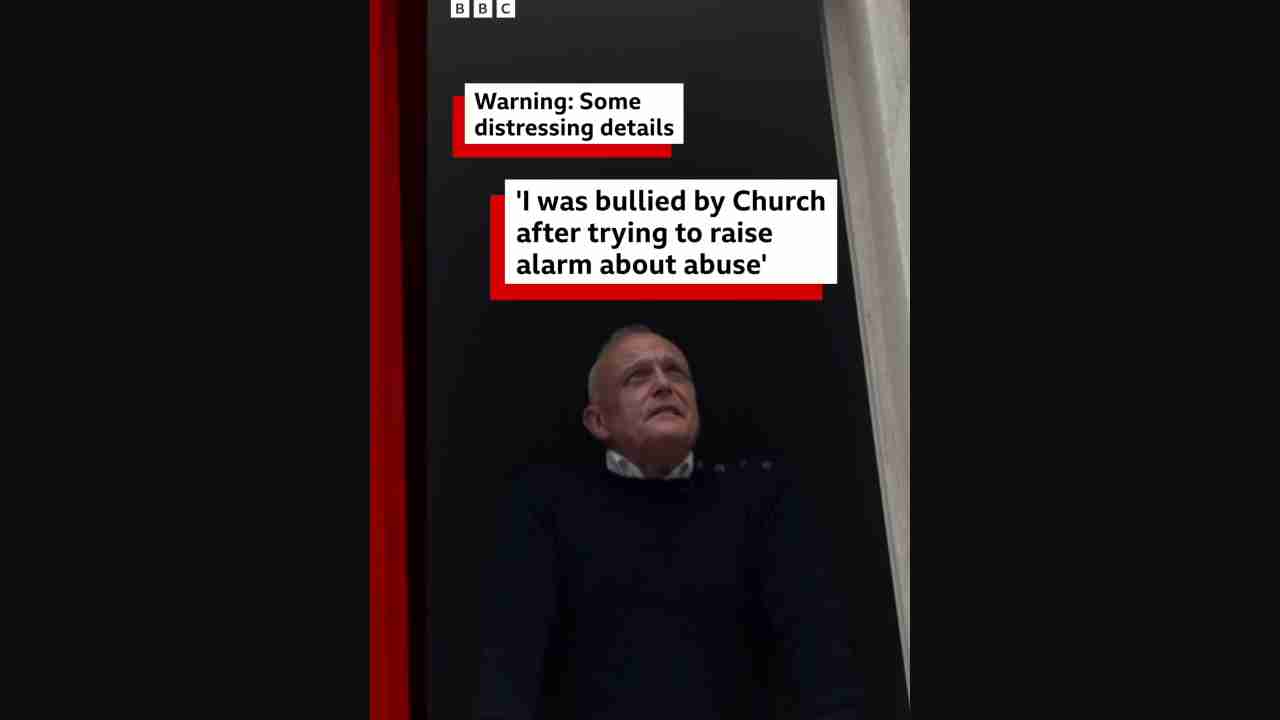 BBC
Warning: Some
distressing details
'I was bullied by Church
after trying to raise
alarm about abuse'